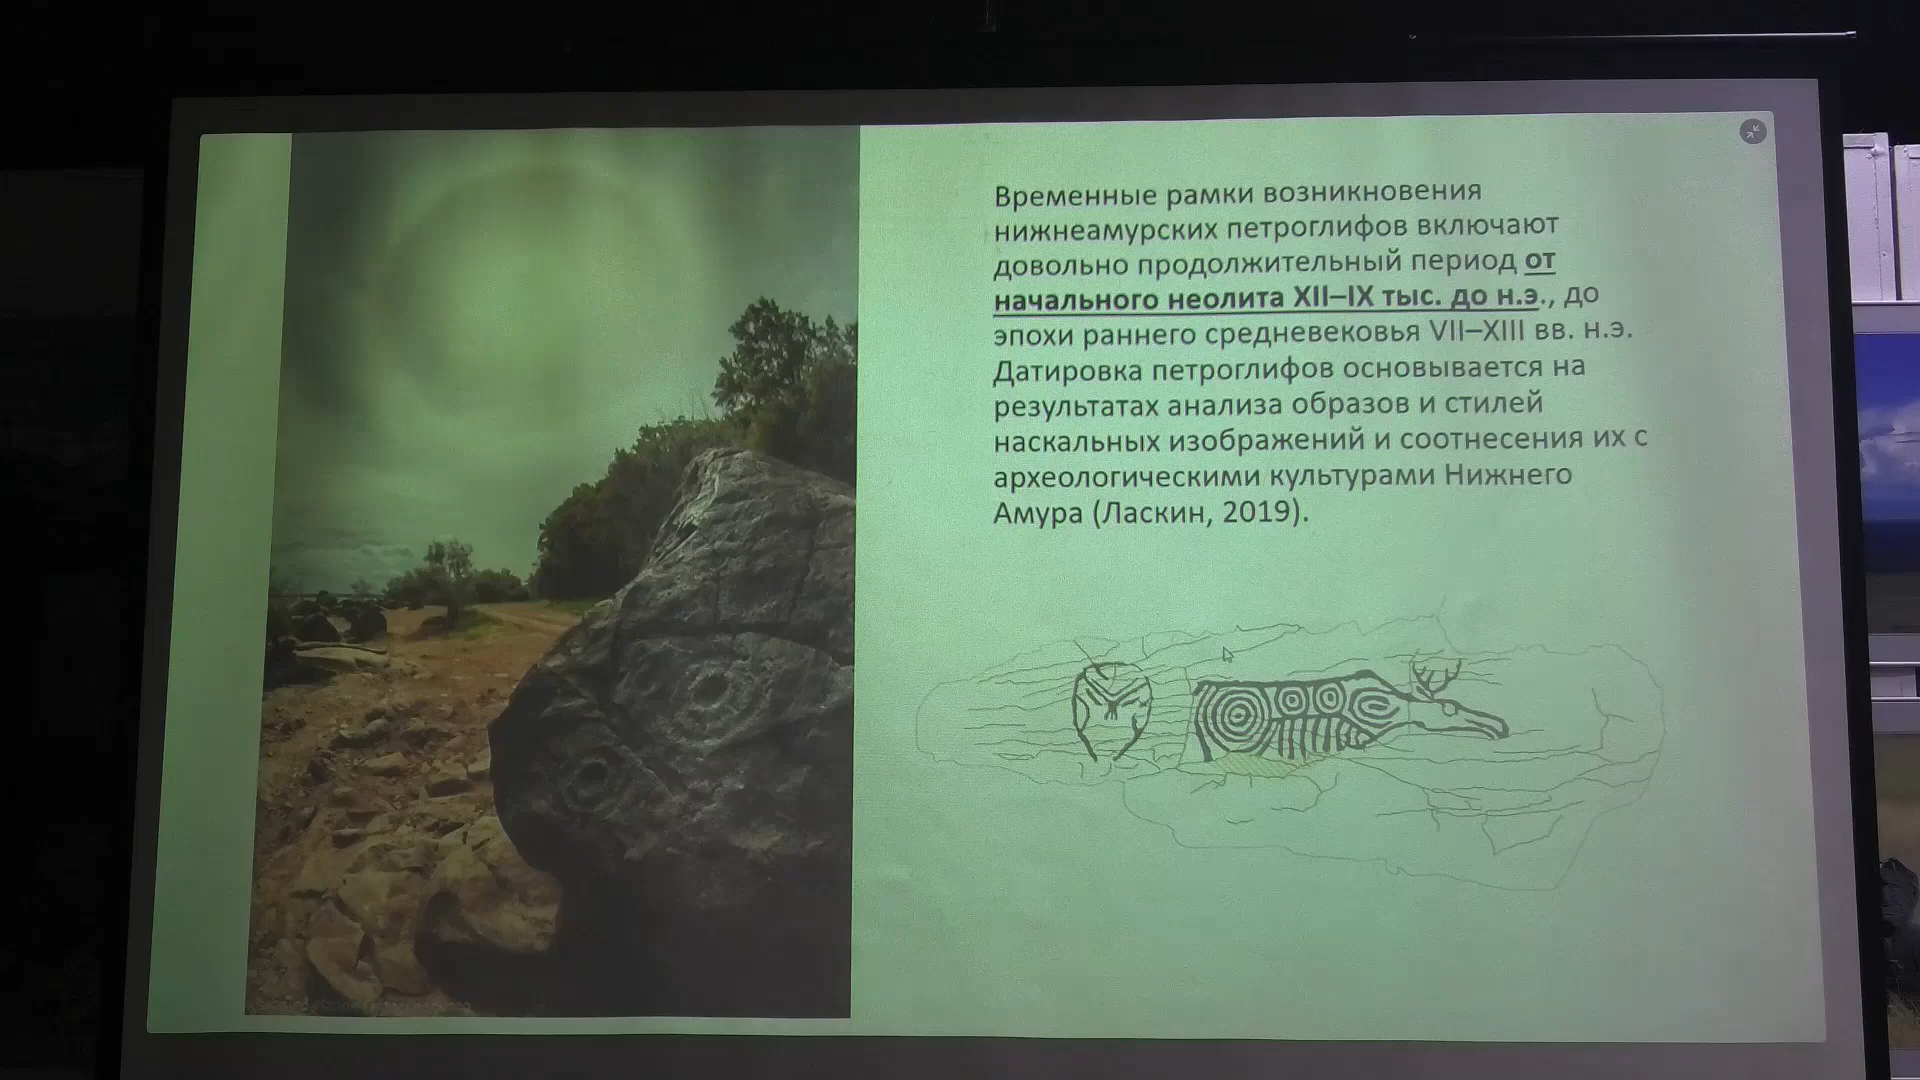 Временные рамки возникновения
нижнеамурских петроглифов включают
довольно продолжительный период от
начального неолита XII–IX тыс. до н.э., до
эпохи раннего средневековья VII–XIII вв. н.э.
Датировка петроглифов основывается на
результатах анализа образов и стилей
наскальных изображений и соотнесения их с
археологическими культурами Нижнего
Амура (Ласкин, 2019).